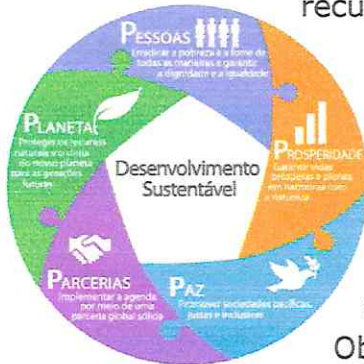 recu
PESSOAS
Erradicar a pobreza e a fome de
todas as maneiras e garantir
a dignidade e a igualdade
PLANETA
Proteger os recursos
naturais e o clima
do nosso planeta
para as gerações
futuras
Desenvolvimento
Sustentável
PROSPERIDADE
Garantir vidas
prósperas e plenas,
em harmonia com
a natureza
PARCERIAS
Implementar a agenda
por meio de uma
parceria global sólida
PAZ
Promover sociedades pacíficas,
justas e inclusivas